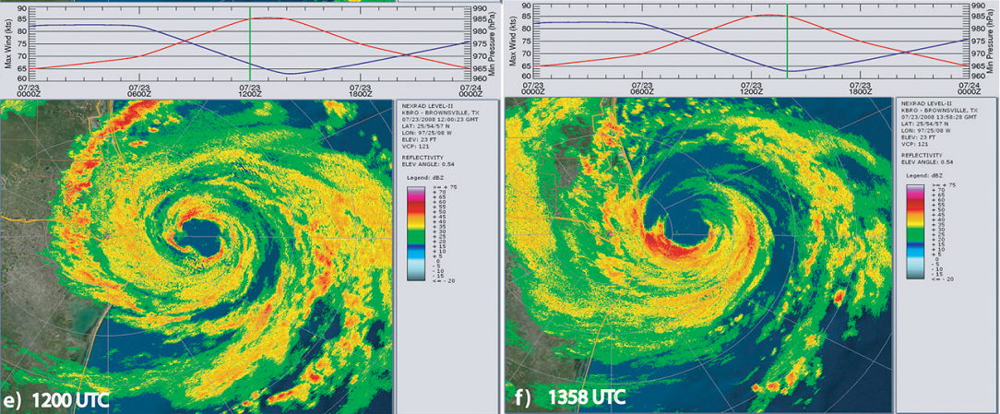 90
85
80
75
70
65
60
Max Wind (kts)
990
985
980
975
970
965
960
Min Pressure (hPa)
07/23
0000Z
07/23
0600Z
07/23
1200Z
07/23
1800Z
07/24
0000Z
NEXRAD LEVEL-II
KBRO - BROWNSVILLE, TX
07/23/2008 12:00:23 GMT
LAT: 25/54/57 N
LON: 97/25/08 W
ELEV: 23 FT
VCP: 121
REFLECTIVITY
ELEV ANGLE: 0.54
Legend: dBZ
>= + 75
+ 70
+ 65
+ 60
+ 55
+ 50
+ 45
+ 40
+ 35
+ 30
+ 25
+ 20
+ 15
+ 10
+ 5
0
- 5
- 10
- 15
<= - 20
e) 1200 UTC
90
85
80
75
70
65
60
Max Wind (kts)
990
985
980
975
970
965
960
Min Pressure (hPa)
07/23
0000Z
07/23
0600Z
07/23
1200Z
07/23
1800Z
07/24
0000Z
NEXRAD LEVEL-II
KBRO - BROWNSVILLE, TX
07/23/2008 13:58:28 GMT
LAT: 25/54/57 N
LON: 97/25/08 W
ELEV: 23 FT
VCP: 121
REFLECTIVITY
ELEV ANGLE: 0.54
Legend: dBZ
>= + 75
+ 70
+ 65
+ 60
+ 55
+ 50
+ 45
+ 40
+ 35
+ 30
+ 25
+ 20
+ 15
+ 10
+ 5
0
- 5
- 10
- 15
<= - 20
f) 1358 UTC